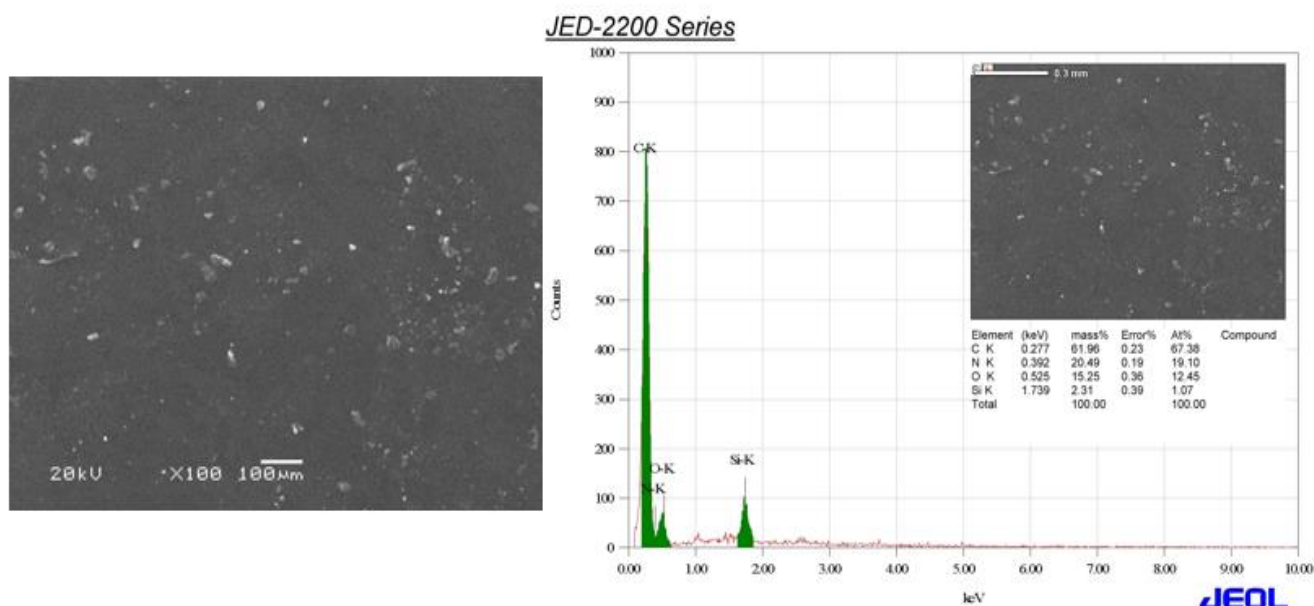 JED-2200 Series
20kV X100 100µm
1000
900
800
700
600
500
400
300
200
100
0
Counts
C-K
N-K
O-K
Si-K
0.3 mm
Element (keV) mass% Error% At% Compound
C K 0.277 61.96 0.23 67.38
N K 0.392 20.49 0.19 19.10
O K 0.525 15.25 0.36 12.45
Si K 1.739 2.31 0.39 1.07
Total 100.00 100.00
0.00 1.00 2.00 3.00 4.00 5.00 6.00 7.00 8.00 9.00 10.00
keV
JEOL